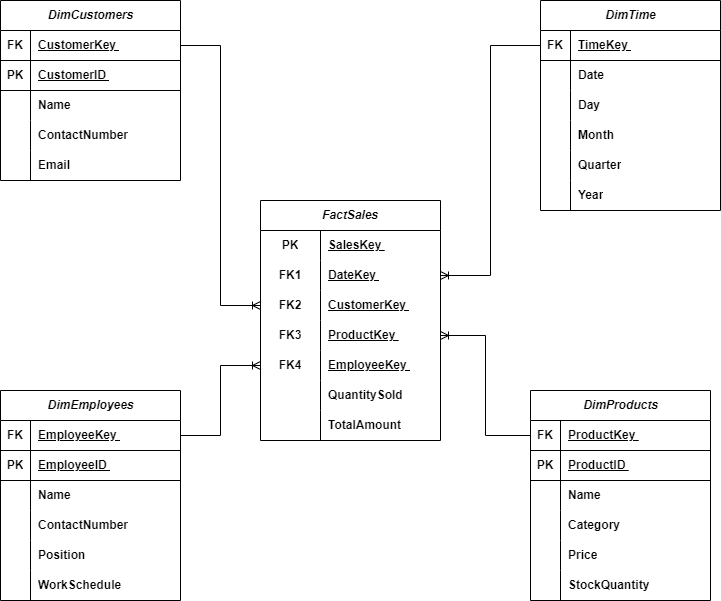 DimCustomers
FK CustomerKey
PK CustomerID
Name
ContactNumber
Email
DimTime
FK TimeKey
Date
Day
Month
Quarter
Year
FactSales
PK SalesKey
FK1 DateKey
FK2 CustomerKey
FK3 ProductKey
FK4 EmployeeKey
QuantitySold
TotalAmount
DimEmployees
FK EmployeeKey
PK EmployeeID
Name
ContactNumber
Position
WorkSchedule
DimProducts
FK ProductKey
PK ProductID
Name
Category
Price
StockQuantity